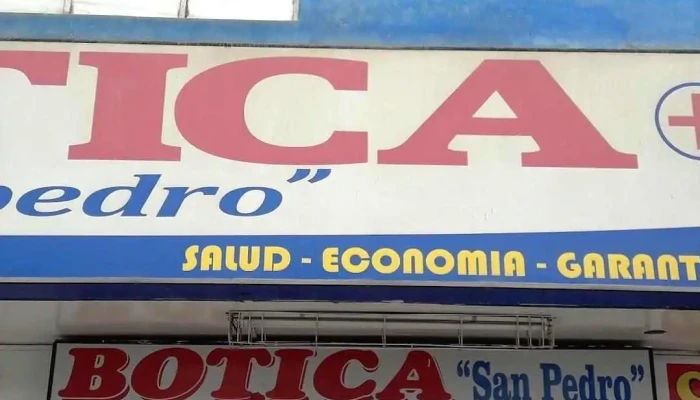 TICA
pedro”
SALUD - ECONOMIA - GARANT
BOTICA “San Pedro”